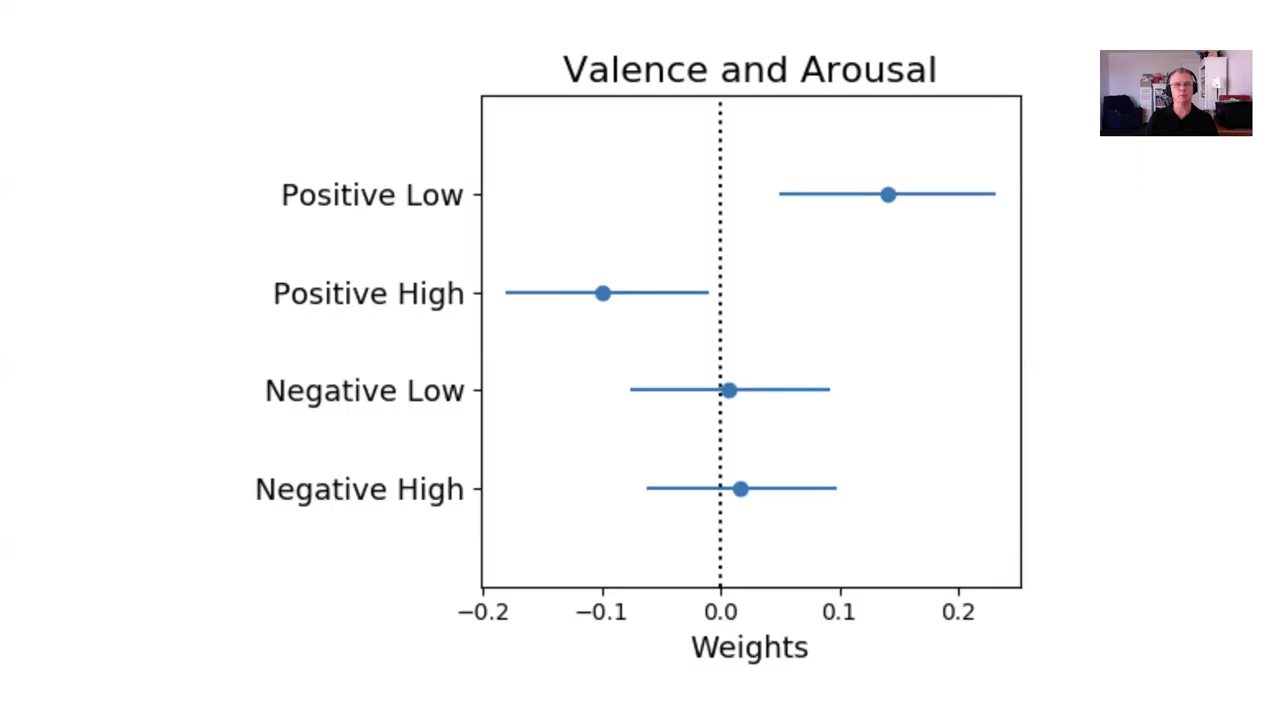 Valence and Arousal
Positive Low
Positive High
Negative Low
Negative High
−0.2 −0.1 0.0 0.1 0.2
Weights